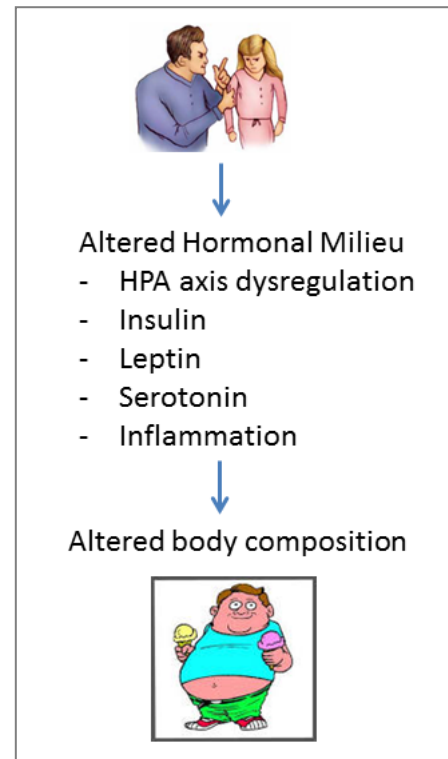 Altered Hormonal Milieu
- HPA axis dysregulation
- Insulin
- Leptin
- Serotonin
- Inflammation
Altered body composition